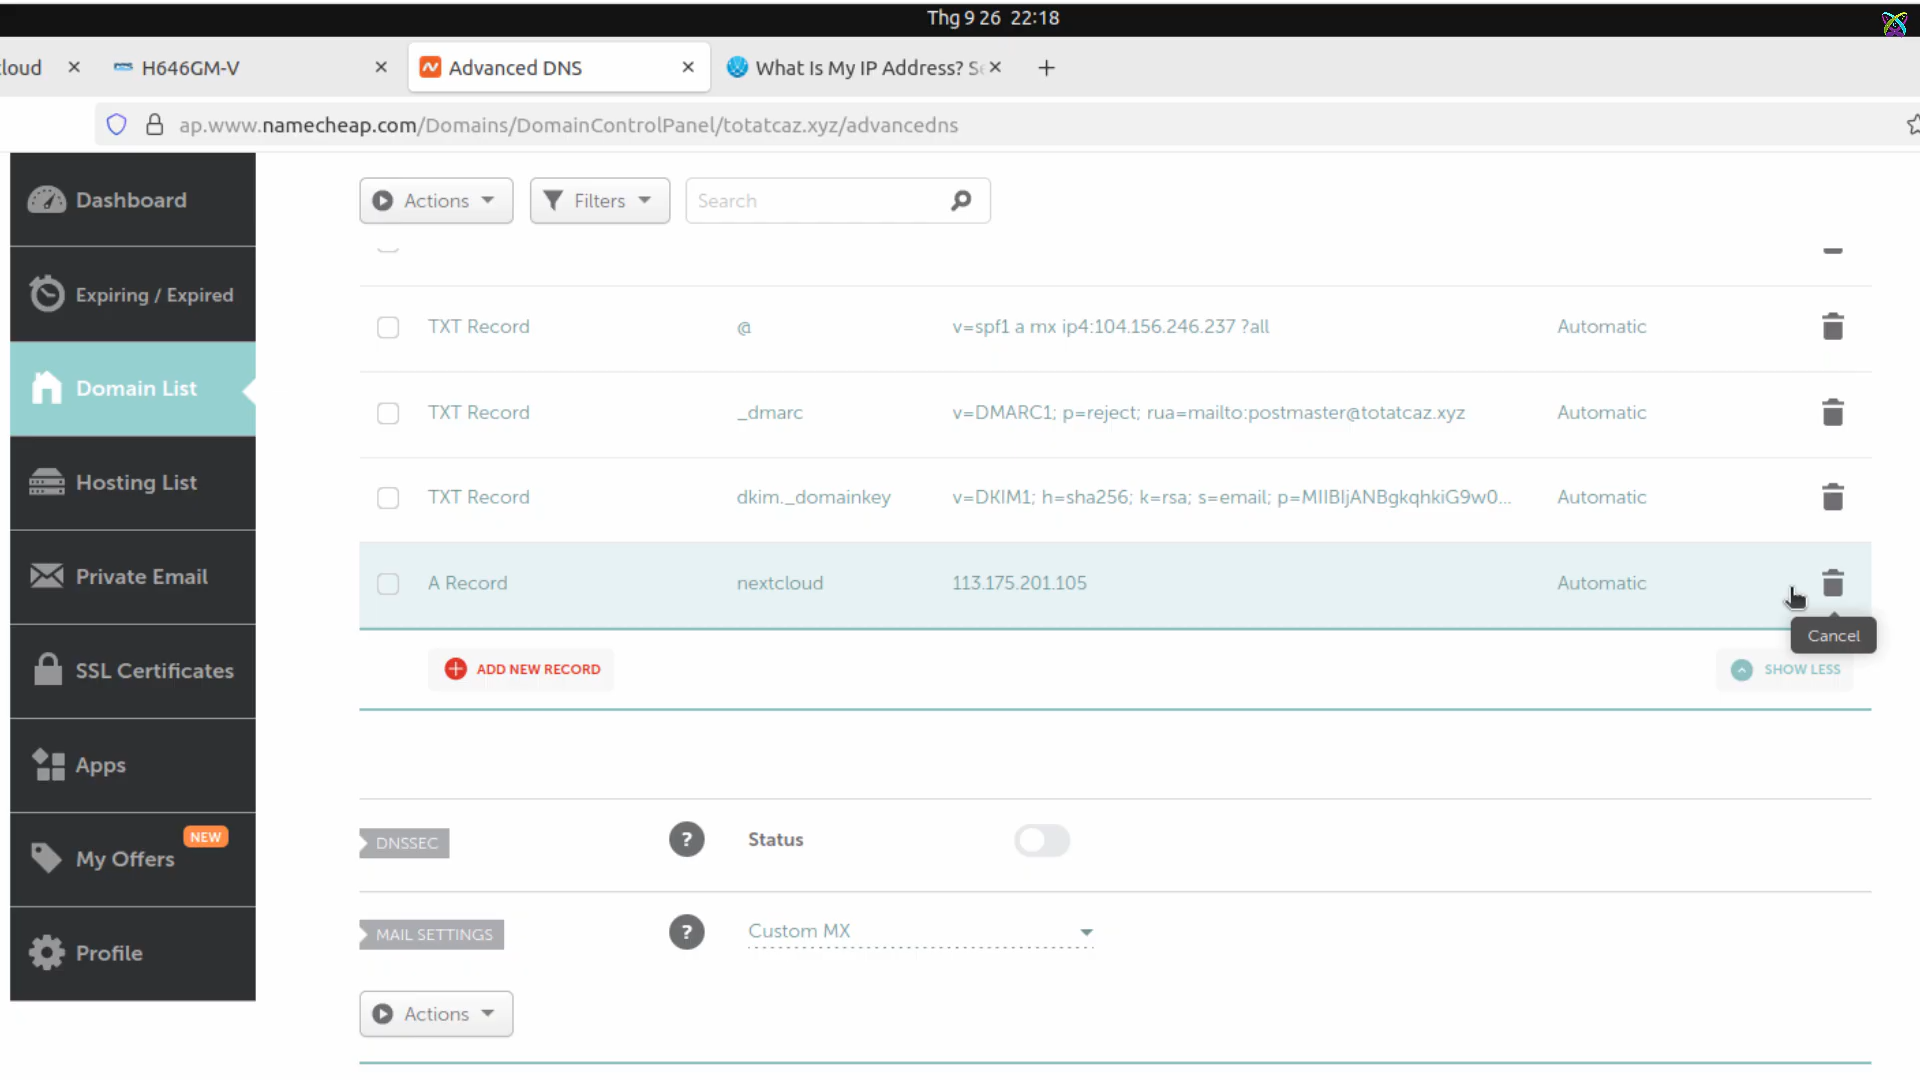 Thg 9 26 22:18
loud
H646GM-V
Advanced DNS
What Is My IP Address? S
ap.www.namecheap.com/Domains/DomainControlPanel/totatcaz.xyz/advancedns
Dashboard
Expiring / Expired
Domain List
Hosting List
Private Email
SSL Certificates
Apps
NEW
My Offers
Profile
Actions
Filters
Search
TXT Record @ v=spf1 a mx ip4:104.156.246.237 ?all Automatic
TXT Record _dmarc v=DMARC1; p=reject; rua=mailto:postmaster@totatcaz.xyz Automatic
TXT Record dkim._domainkey v=DKIM1; h=sha256; k=rsa; s=email; p=MIIBIjANBgkqhkiG9w0... Automatic
A Record nextcloud 113.175.201.105 Automatic
Cancel
ADD NEW RECORD
SHOW LESS
DNSSEC ? Status
MAIL SETTINGS ? Custom MX
Actions